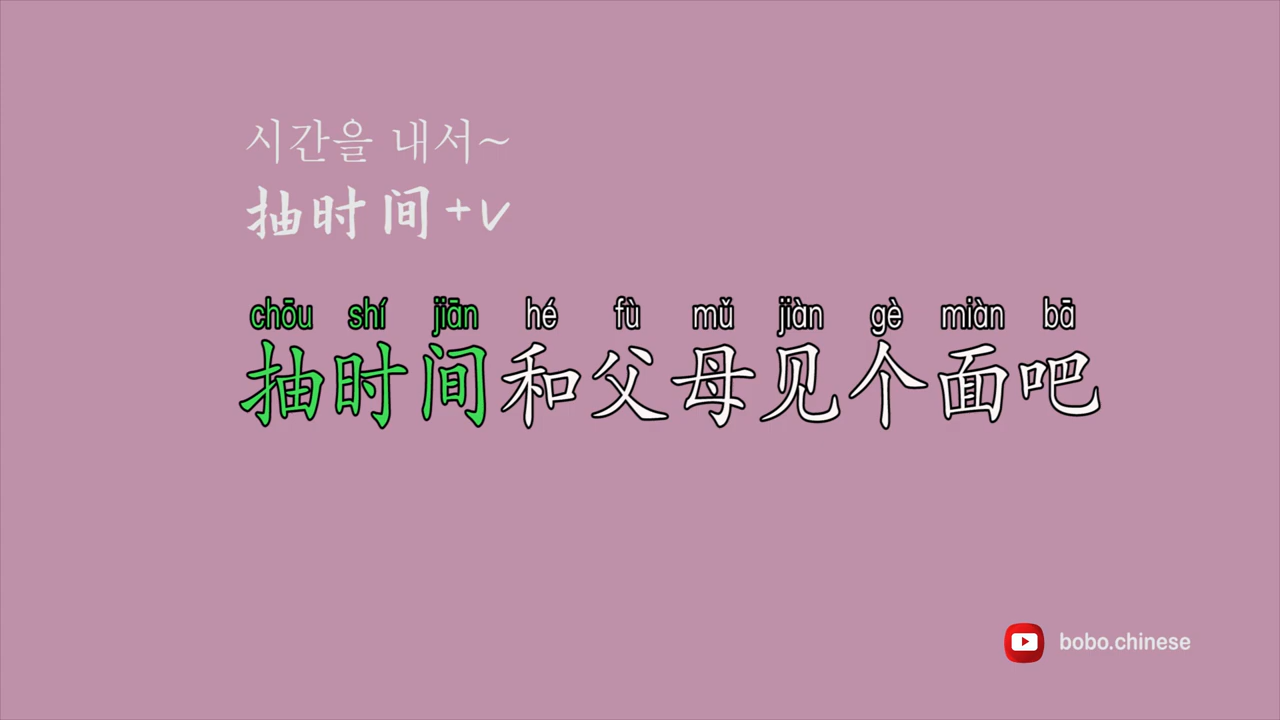 시간을 내서~
抽时间+v
chōu shí jiān hé fù mǔ jiàn gè miàn bā
抽时间和父母见个面吧
bobo.chinese